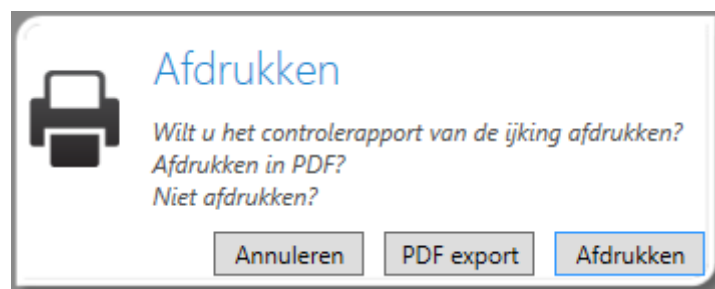 Afdrukken
Wilt u het controlerapport van de ijking afdrukken?
Afdrukken in PDF?
Niet afdrukken?
Annuleren PDF export Afdrukken